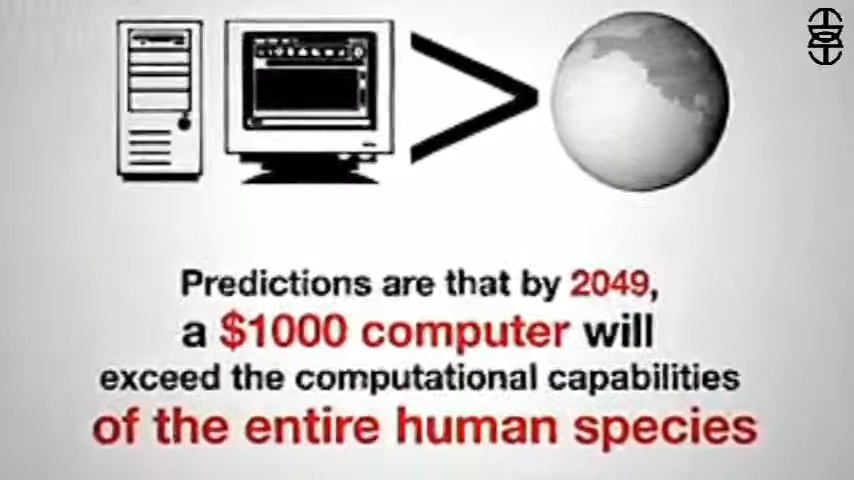 Predictions are that by 2049,
a $1000 computer will
exceed the computational capabilities
of the entire human species